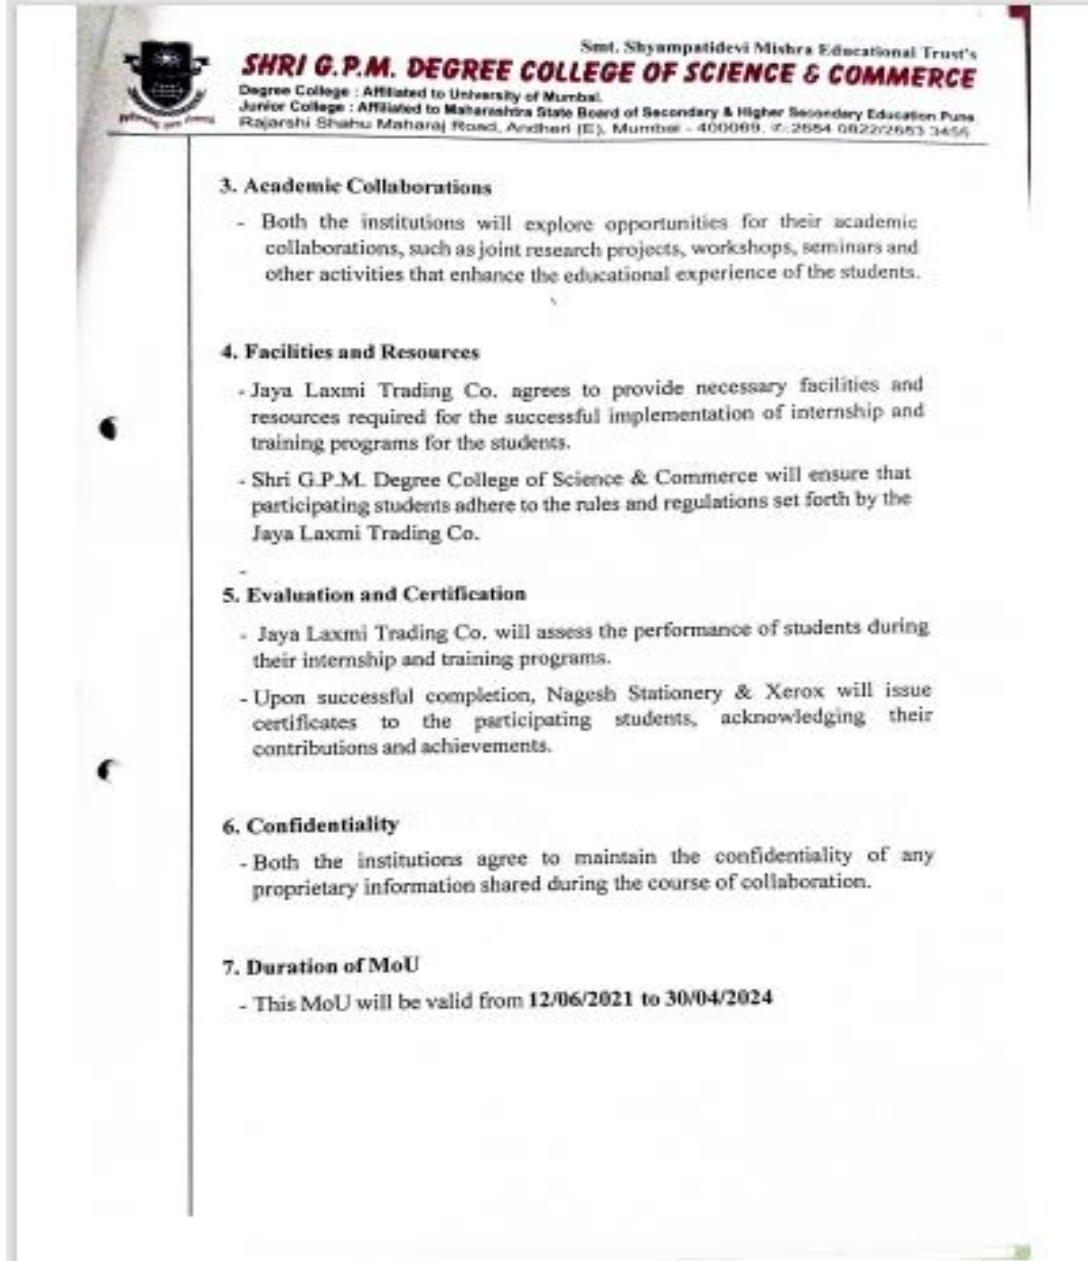 Smt. Shyampatidevi Mishra Educational Trust's
SHRI G.P.M. DEGREE COLLEGE OF SCIENCE & COMMERCE
Degree College : Affiliated to University of Mumbai.
Junior College : Affiliated to Maharashtra State Board of Secondary & Higher Secondary Education Pune
Rajarshi Shahu Maharaj Road, Andheri (E), Mumbai - 400069. ✆: 2684 0822/2683 3456
3. Academic Collaborations
- Both the institutions will explore opportunities for their academic
collaborations, such as joint research projects, workshops, seminars and
other activities that enhance the educational experience of the students.
4. Facilities and Resources
- Jaya Laxmi Trading Co. agrees to provide necessary facilities and
resources required for the successful implementation of internship and
training programs for the students.
- Shri G.P.M. Degree College of Science & Commerce will ensure that
participating students adhere to the rules and regulations set forth by the
Jaya Laxmi Trading Co.
-
5. Evaluation and Certification
- Jaya Laxmi Trading Co. will assess the performance of students during
their internship and training programs.
- Upon successful completion, Nagesh Stationery & Xerox will issue
certificates to the participating students, acknowledging their
contributions and achievements.
6. Confidentiality
- Both the institutions agree to maintain the confidentiality of any
proprietary information shared during the course of collaboration.
7. Duration of MoU
- This MoU will be valid from 12/06/2021 to 30/04/2024